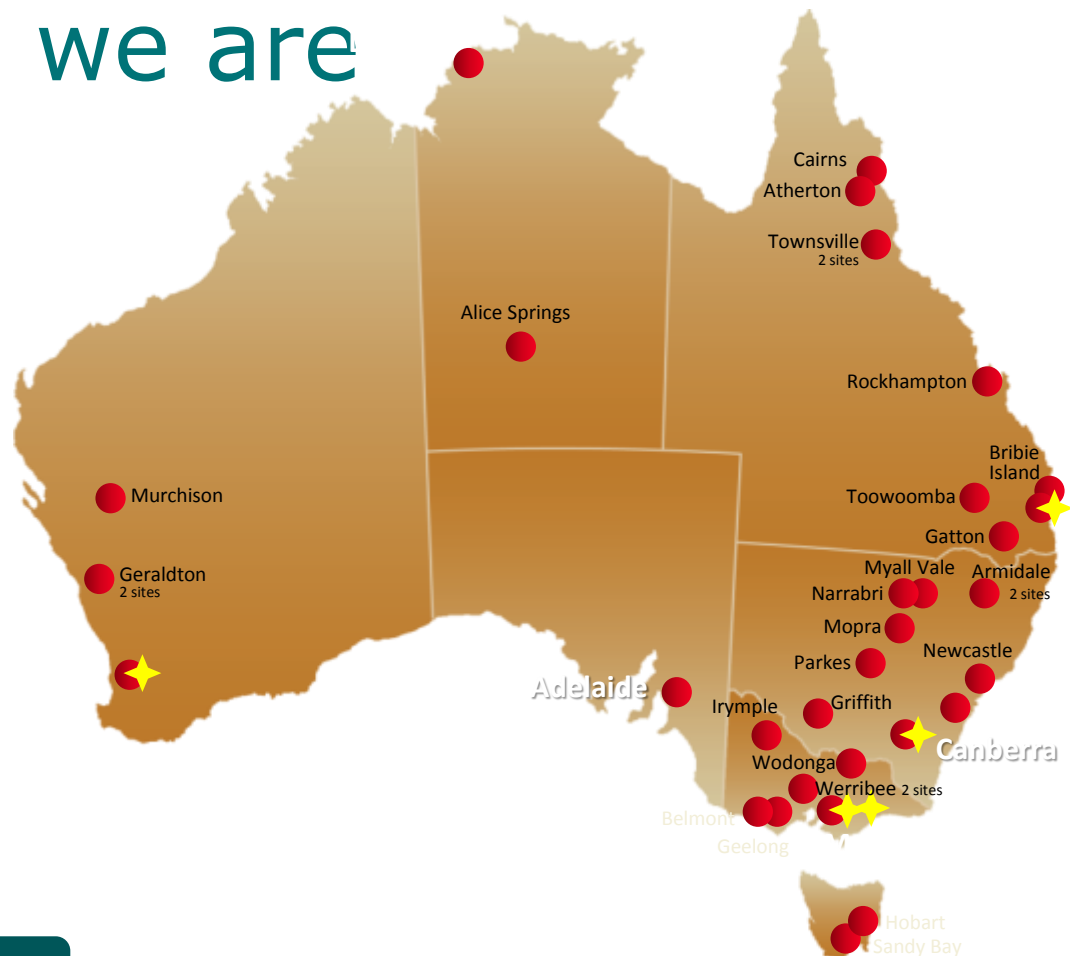 we are
Cairns
Atherton
Townsville
2 sites
Alice Springs
Rockhampton
Bribie
Island
Murchison
Toowoomba
Gatton
Geraldton
2 sites
Myall Vale
Armidale
Narrabri
2 sites
Mopra
Newcastle
Parkes
Adelaide
Irymple
Griffith
Canberra
Wodonga
Werribee 2 sites
Belmont
Geelong
Hobart
Sandy Bay